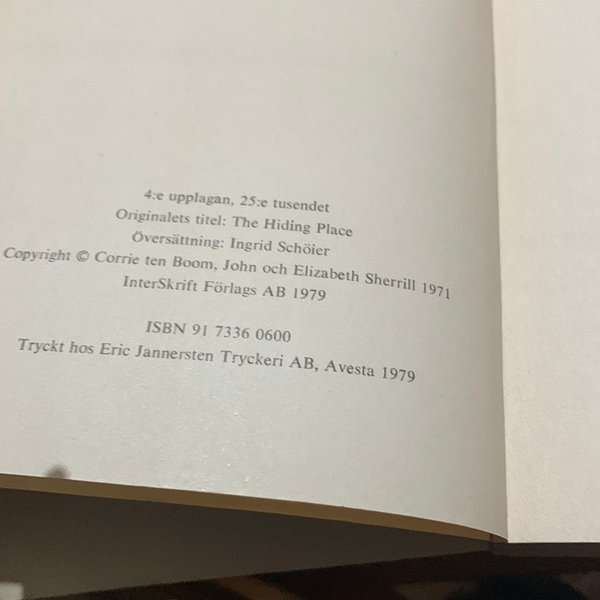 4:e upplagan, 25:e tusendet
Originalets titel: The Hiding Place
Översättning: Ingrid Schöier
Copyright © Corrie ten Boom, John och Elizabeth Sherrill 1971
InterSkrift Förlags AB 1979
ISBN 91 7336 0600
Tryckt hos Eric Jannersten Tryckeri AB, Avesta 1979